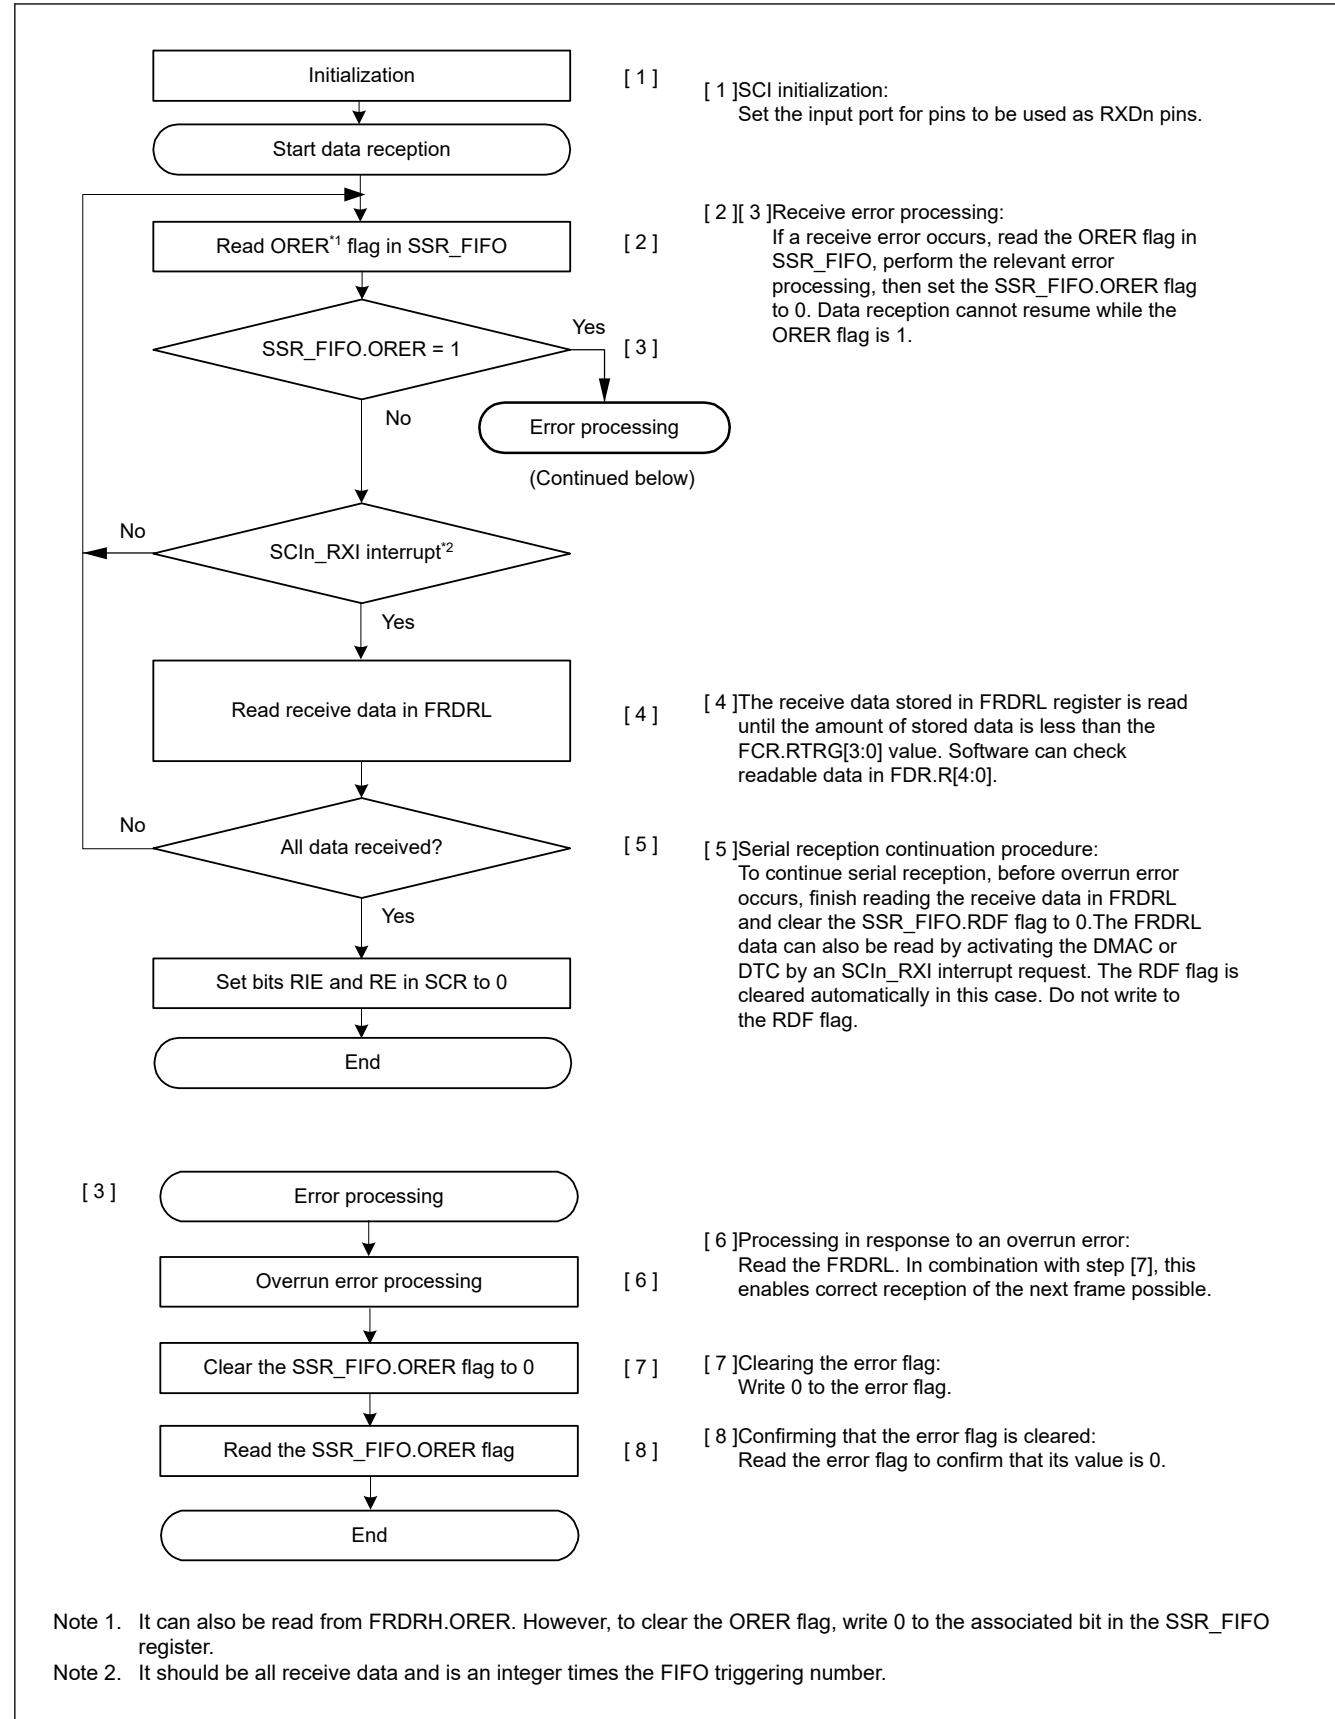 Initialization
[ 1 ]
[ 1 ]SCI initialization:
Set the input port for pins to be used as RXDn pins.
Start data reception
Read ORER*1 flag in SSR_FIFO
[ 2 ]
[ 2 ][ 3 ]Receive error processing:
If a receive error occurs, read the ORER flag in
SSR_FIFO, perform the relevant error
processing, then set the SSR_FIFO.ORER flag
to 0. Data reception cannot resume while the
ORER flag is 1.
SSR_FIFO.ORER = 1
Yes
[ 3 ]
No
Error processing
(Continued below)
No
SCIn_RXI interrupt*2
Yes
Read receive data in FRDRL
[ 4 ]
[ 4 ]The receive data stored in FRDRL register is read
until the amount of stored data is less than the
FCR.RTRG[3:0] value. Software can check
readable data in FDR.R[4:0].
No
All data received?
[ 5 ]
[ 5 ]Serial reception continuation procedure:
To continue serial reception, before overrun error
occurs, finish reading the receive data in FRDRL
and clear the SSR_FIFO.RDF flag to 0.The FRDRL
data can also be read by activating the DMAC or
DTC by an SCIn_RXI interrupt request. The RDF flag is
cleared automatically in this case. Do not write to
the RDF flag.
Yes
Set bits RIE and RE in SCR to 0
End
[ 3 ]
Error processing
Overrun error processing
[ 6 ]
[ 6 ]Processing in response to an overrun error:
Read the FRDRL. In combination with step [7], this
enables correct reception of the next frame possible.
Clear the SSR_FIFO.ORER flag to 0
[ 7 ]
[ 7 ]Clearing the error flag:
Write 0 to the error flag.
Read the SSR_FIFO.ORER flag
[ 8 ]
[ 8 ]Confirming that the error flag is cleared:
Read the error flag to confirm that its value is 0.
End
Note 1. It can also be read from FRDRH.ORER. However, to clear the ORER flag, write 0 to the associated bit in the SSR_FIFO
register.
Note 2. It should be all receive data and is an integer times the FIFO triggering number.